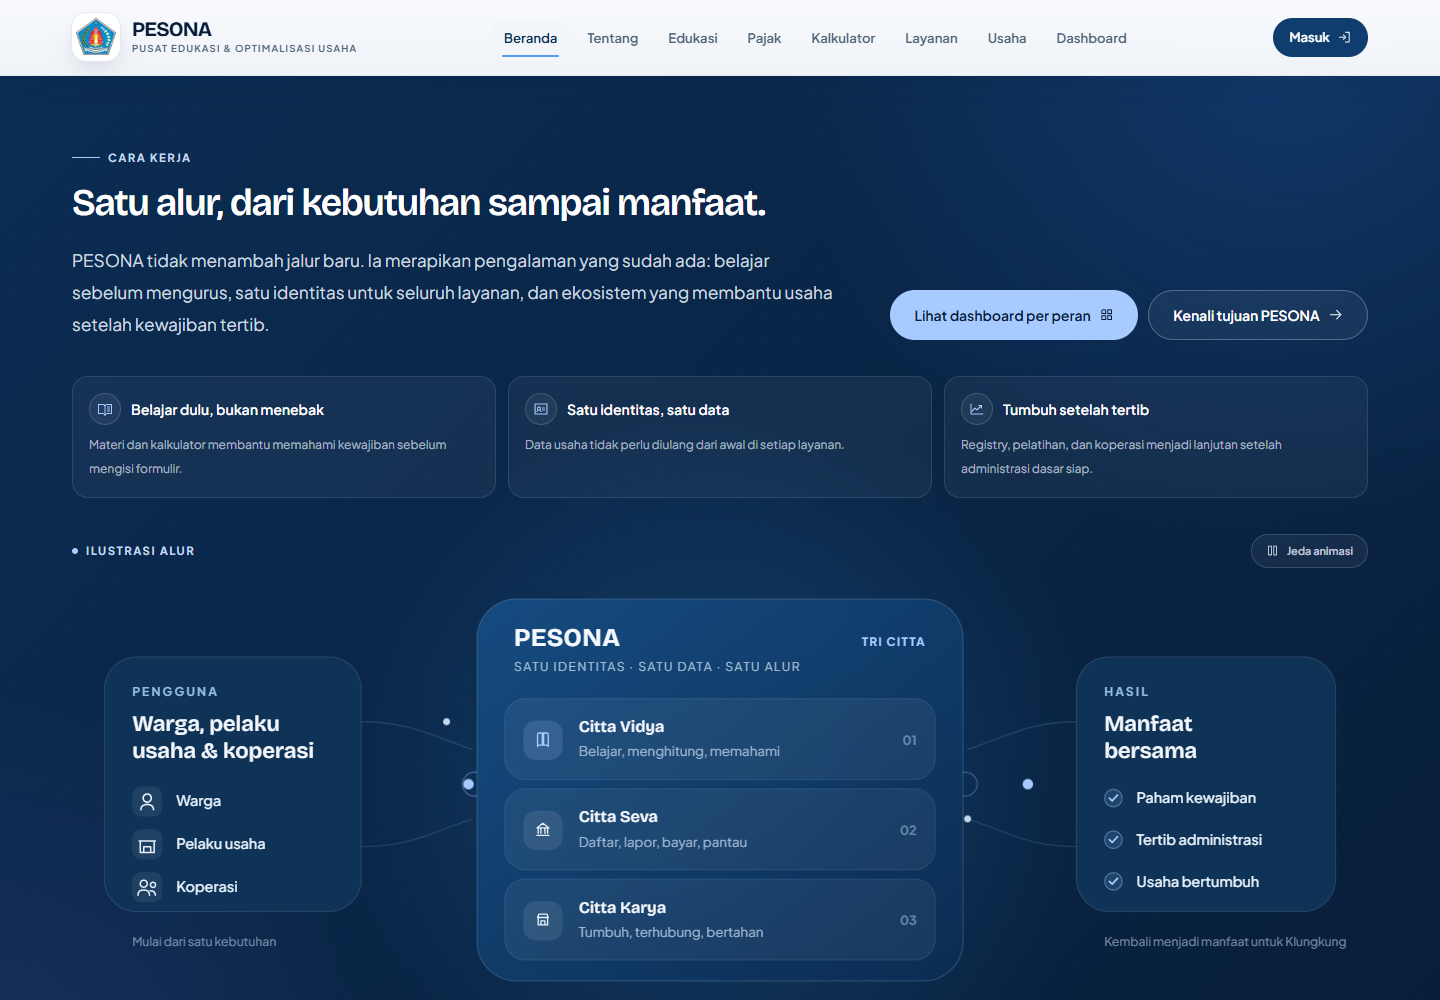 PESONA
PUSAT EDUKASI & OPTIMALISASI USAHA
Beranda
Tentang
Edukasi
Pajak
Kalkulator
Layanan
Usaha
Dashboard
Masuk
CARA KERJA
Satu alur, dari kebutuhan sampai manfaat.
PESONA tidak menambah jalur baru. Ia merapikan pengalaman yang sudah ada: belajar
sebelum mengurus, satu identitas untuk seluruh layanan, dan ekosistem yang membantu usaha
setelah kewajiban tertib.
Lihat dashboard per peran
Kenali tujuan PESONA
Belajar dulu, bukan menebak
Materi dan kalkulator membantu memahami kewajiban sebelum
mengisi formulir.
Satu identitas, satu data
Data usaha tidak perlu diulang dari awal di setiap layanan.
Tumbuh setelah tertib
Registry, pelatihan, dan koperasi menjadi lanjutan setelah
administrasi dasar siap.
ILUSTRASI ALUR
Jeda animasi
PENGGUNA
Warga, pelaku
usaha & koperasi
Warga
Pelaku usaha
Koperasi
Mulai dari satu kebutuhan
PESONA
TRI CITTA
SATU IDENTITAS · SATU DATA · SATU ALUR
Citta Vidya
Belajar, menghitung, memahami
01
Citta Seva
Daftar, lapor, bayar, pantau
02
Citta Karya
Tumbuh, terhubung, bertahan
03
HASIL
Manfaat
bersama
Paham kewajiban
Tertib administrasi
Usaha bertumbuh
Kembali menjadi manfaat untuk Klungkung